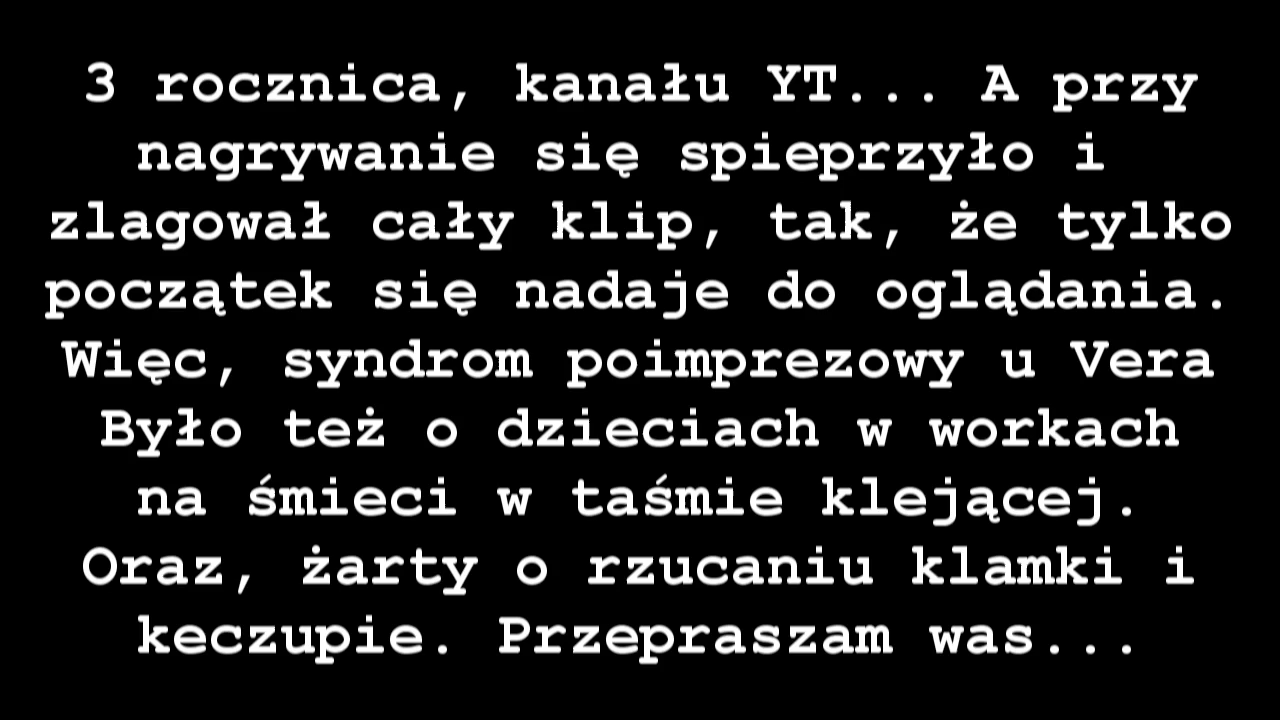 3 rocznica, kanału YT... A przy
nagrywanie się spieprzyło i
zlagował cały klip, tak, że tylko
początek się nadaje do oglądania.
Więc, syndrom poimprezowy u Vera
Było też o dzieciach w workach
na śmieci w taśmie klejącej.
Oraz, żarty o rzucaniu klamki i
keczupie. Przepraszam was...